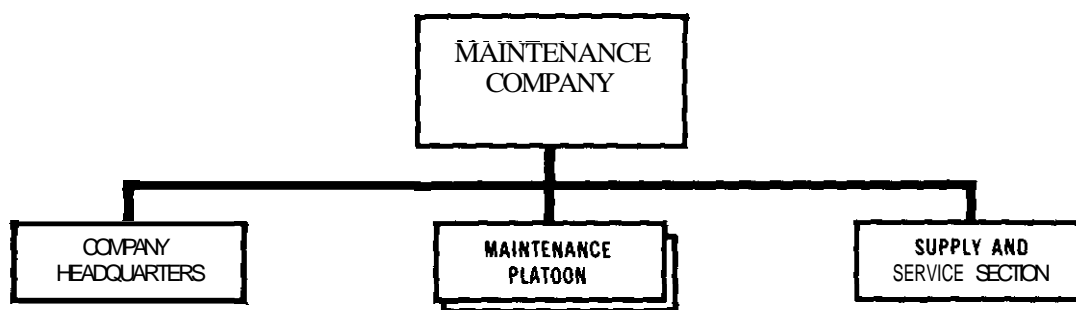 MAINTENANCE
COMPANY
COMPANY
HEADQUARTERS
MAINTENANCE
PLATOON
SUPPLY AND
SERVICE SECTION